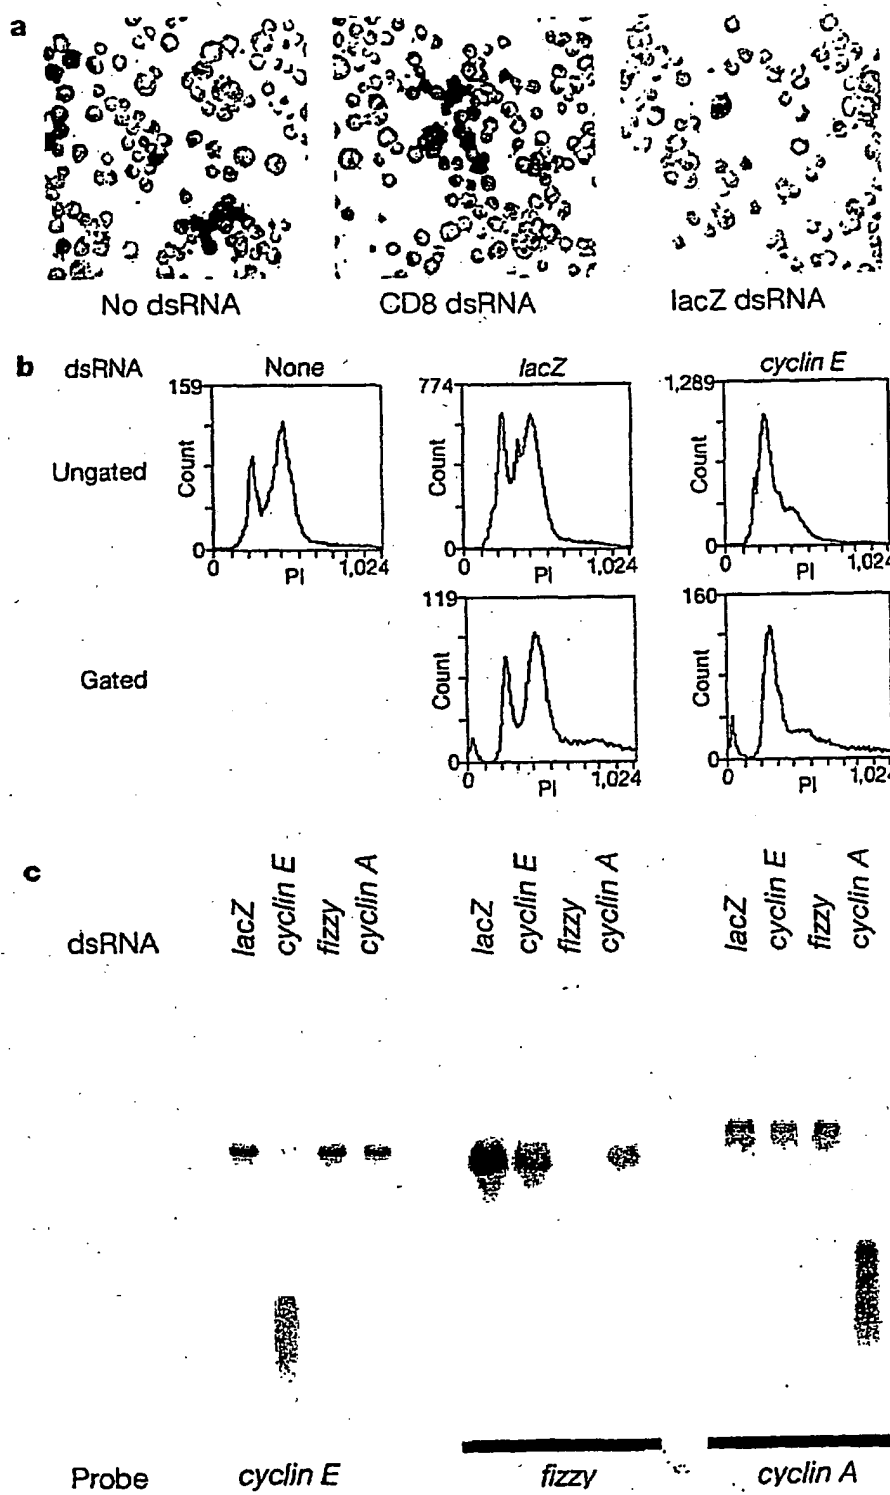 a
No dsRNA CD8 dsRNA lacZ dsRNA
b dsRNA None lacZ cyclin E
159 774 1,289
Ungated Count Count Count
0 0 0
0 1,024 0 1,024 0 1,024
PI PI PI
119 160
Gated Count Count
0 0
0 1,024 0 1,024
PI PI
c
dsRNA lacZ cyclin E fizzy cyclin A lacZ cyclin E fizzy cyclin A lacZ cyclin E fizzy cyclin A
Probe cyclin E fizzy cyclin A